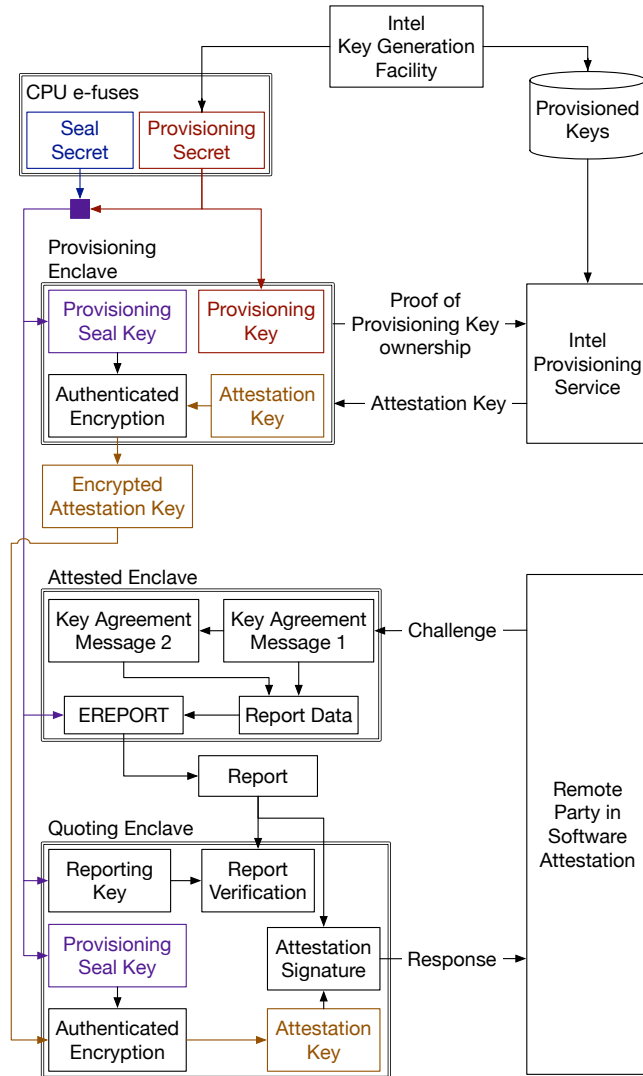 Intel
Key Generation
Facility
CPU e-fuses
Seal
Secret
Provisioning
Secret
Provisioned
Keys
Provisioning
Enclave
Provisioning
Seal Key
Provisioning
Key
Proof of
Provisioning Key
ownership
Intel
Provisioning
Service
Authenticated
Encryption
Attestation
Key
Attestation Key
Encrypted
Attestation Key
Attested Enclave
Key Agreement
Message 2
Key Agreement
Message 1
Challenge
EREPORT
Report Data
Report
Remote
Party in
Software
Attestation
Quoting Enclave
Reporting
Key
Report
Verification
Provisioning
Seal Key
Attestation
Signature
Response
Authenticated
Encryption
Attestation
Key